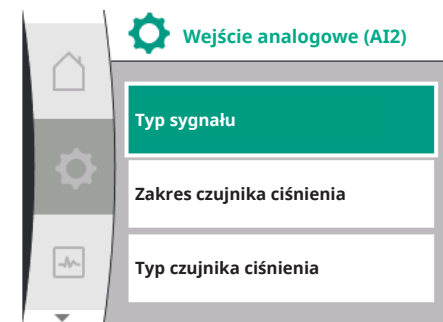 Wejście analogowe (AI2)
Typ sygnału
Zakres czujnika ciśnienia
Typ czujnika ciśnienia